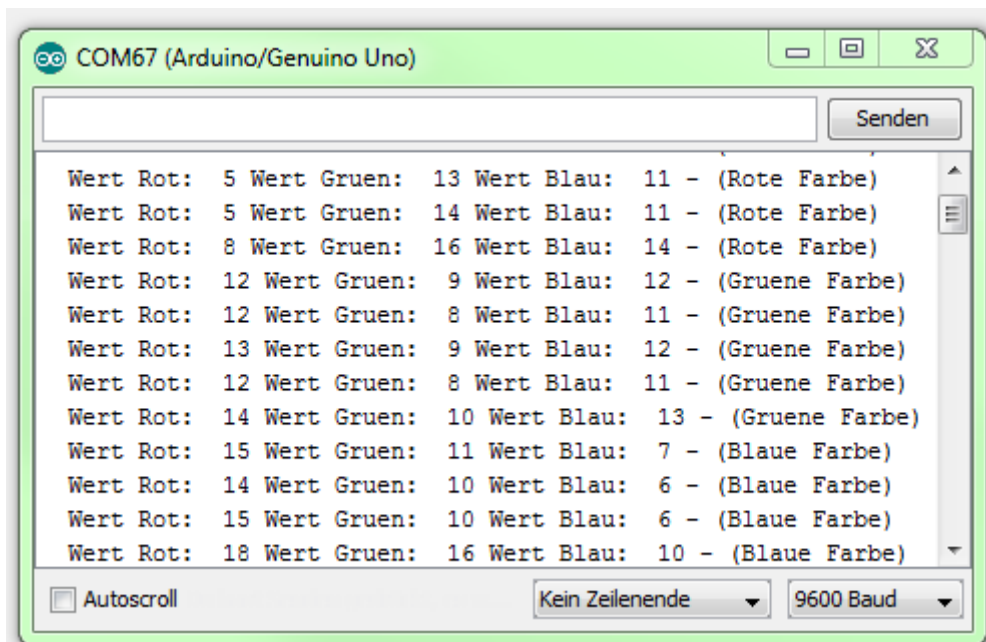 COM67 (Arduino/Genuino Uno)
Senden
Wert Rot: 5 Wert Gruen: 13 Wert Blau: 11 - (Rote Farbe)
Wert Rot: 5 Wert Gruen: 14 Wert Blau: 11 - (Rote Farbe)
Wert Rot: 8 Wert Gruen: 16 Wert Blau: 14 - (Rote Farbe)
Wert Rot: 12 Wert Gruen: 9 Wert Blau: 12 - (Gruene Farbe)
Wert Rot: 12 Wert Gruen: 8 Wert Blau: 11 - (Gruene Farbe)
Wert Rot: 13 Wert Gruen: 9 Wert Blau: 12 - (Gruene Farbe)
Wert Rot: 12 Wert Gruen: 8 Wert Blau: 11 - (Gruene Farbe)
Wert Rot: 14 Wert Gruen: 10 Wert Blau: 13 - (Gruene Farbe)
Wert Rot: 15 Wert Gruen: 11 Wert Blau: 7 - (Blaue Farbe)
Wert Rot: 14 Wert Gruen: 10 Wert Blau: 6 - (Blaue Farbe)
Wert Rot: 15 Wert Gruen: 10 Wert Blau: 6 - (Blaue Farbe)
Wert Rot: 18 Wert Gruen: 16 Wert Blau: 10 - (Blaue Farbe)
Autoscroll Kein Zeilenende 9600 Baud